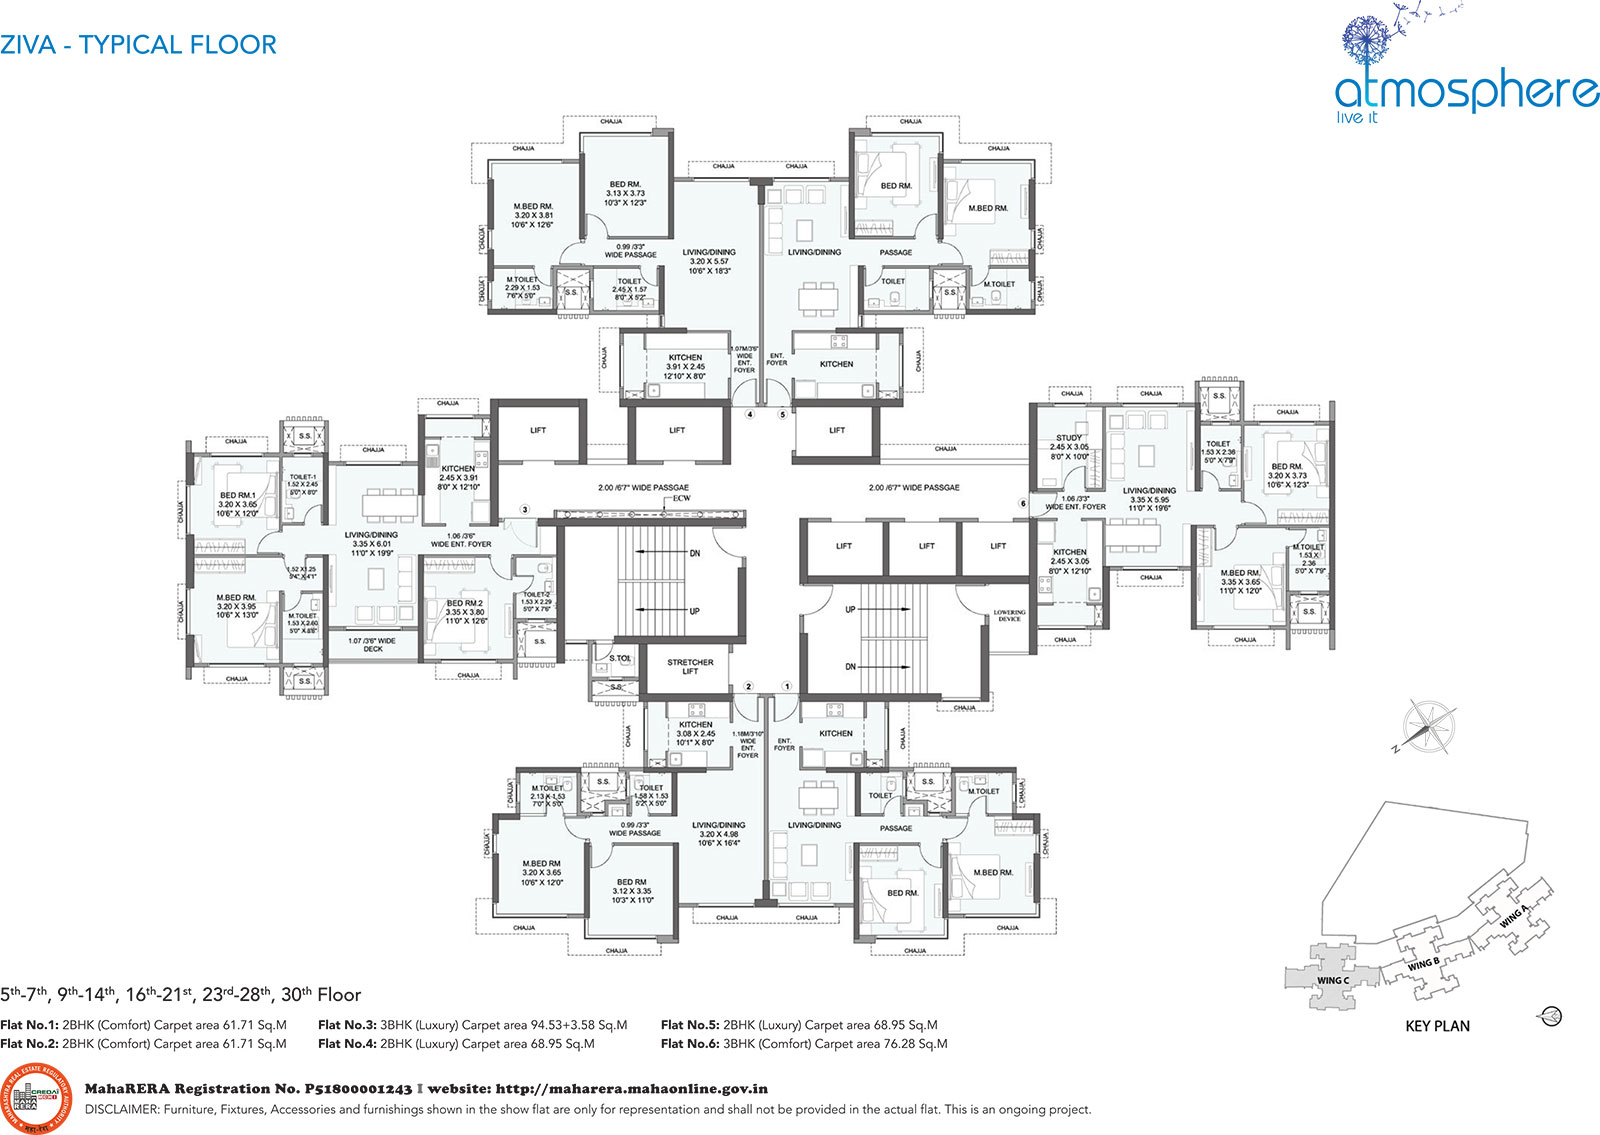 ZIVA - TYPICAL FLOOR
atmosphere
live it
CHAJJA
CHAJJA
BED RM.
3.13 X 3.73
10'3" X 12'3"
M.BED RM.
3.20 X 3.81
10'6" X 12'6"
0.99 /3'3"
WIDE PASSAGE
M.TOILET
2.29 X 1.53
7'6"X 5'0"
S.S.
TOILET
2.45 X 1.57
8'0" X 5'2"
CHAJJA
CHAJJA
CHAJJA
LIVING/DINING
3.20 X 5.57
10'6" X 18'3"
KITCHEN
3.91 X 2.45
12'10" X 8'0"
CHAJJA
1.07M/3'6"
WIDE
ENT.
FOYER
4
CHAJJA
LIVING/DINING
CHAJJA
CHAJJA
BED RM.
M.BED RM.
PASSAGE
TOILET
S.S.
M.TOILET
CHAJJA
CHAJJA
ENT.
FOYER
KITCHEN
CHAJJA
5
LIFT
LIFT
LIFT
CHAJJA
2.00 /6'7" WIDE PASSGAE
ECW
2.00 /6'7" WIDE PASSGAE
CHAJJA
CHAJJA
S.S.
CHAJJA
CHAJJA
BED RM.1
3.20 X 3.65
10'6" X 12'0"
TOILET-1
1.52 X 2.45
5'0" X 8'0"
KITCHEN
2.45 X 3.91
8'0" X 12'10"
3
LIVING/DINING
3.35 X 6.01
11'0" X 19'9"
1.06 /3'6"
WIDE ENT. FOYER
1.52 X1.25
5'4"X 4'1"
M.BED RM.
3.20 X 3.95
10'6" X 13'0"
M.TOILET
1.53 X 2.60
5'0" X 8'6"
BED RM.2
3.35 X 3.80
11'0" X 12'6"
TOILET-2
1.53 X 2.29
5'0" X 7'6"
S.S.
1.07 /3'6" WIDE
DECK
CHAJJA
CHAJJA
S.S.
CHAJJA
DN
UP
S.TOI.
S.S.
STRETCHER
LIFT
LIFT
LIFT
LIFT
UP
DN
LOWERING
DEVICE
CHAJJA
CHAJJA
CHAJJA
S.S.
CHAJJA
STUDY
2.45 X 3.05
8'0" X 10'0"
6
1.06 /3'3"
WIDE ENT. FOYER
LIVING/DINING
3.35 X 5.95
11'0" X 19'6"
TOILET
1.53 X 2.36
5'0" X 7'9"
BED RM.
3.20 X 3.73
10'6" X 12'3"
KITCHEN
2.45 X 3.05
8'0" X 12'10"
M.BED RM.
3.35 X 3.65
11'0" X 12'0"
M.TOILET
1.53 X
2.36
5'0" X 7'9"
S.S.
CHAJJA
CHAJJA
CHAJJA
2
1
KITCHEN
3.08 X 2.45
10'1" X 8'0"
CHAJJA
1.16M/3'10"
WIDE
ENT.
FOYER
ENT.
FOYER
KITCHEN
CHAJJA
M.TOILET
2.13 X 1.53
7'0" X 5'0"
S.S.
TOILET
1.58 X 1.53
5'2" X 5'0"
CHAJJA
CHAJJA
0.99 /3'3"
WIDE PASSAGE
LIVING/DINING
3.20 X 4.98
10'6" X 16'4"
M.BED RM
3.20 X 3.65
10'6" X 12'0"
BED RM
3.12 X 3.35
10'3" X 11'0"
CHAJJA
CHAJJA
CHAJJA
CHAJJA
LIVING/DINING
TOILET
S.S.
M.TOILET
CHAJJA
CHAJJA
PASSAGE
BED RM.
M.BED RM.
CHAJJA
CHAJJA
N
WING A
WING B
WING C
KEY PLAN
5th-7th, 9th-14th, 16th-21st, 23rd-28th, 30th Floor
Flat No.1: 2BHK (Comfort) Carpet area 61.71 Sq.M
Flat No.2: 2BHK (Comfort) Carpet area 61.71 Sq.M
Flat No.3: 3BHK (Luxury) Carpet area 94.53+3.58 Sq.M
Flat No.4: 2BHK (Luxury) Carpet area 68.95 Sq.M
Flat No.5: 2BHK (Luxury) Carpet area 68.95 Sq.M
Flat No.6: 3BHK (Comfort) Carpet area 76.28 Sq.M
MAHARASHTRA REAL ESTATE REGULATORY AUTHORITY
CREDAI
MCHI
MAHA
RERA
महा-रेरा
MahaRERA Registration No. P51800001243 I website: http://maharera.mahaonline.gov.in
DISCLAIMER: Furniture, Fixtures, Accessories and furnishings shown in the show flat are only for representation and shall not be provided in the actual flat. This is an ongoing project.